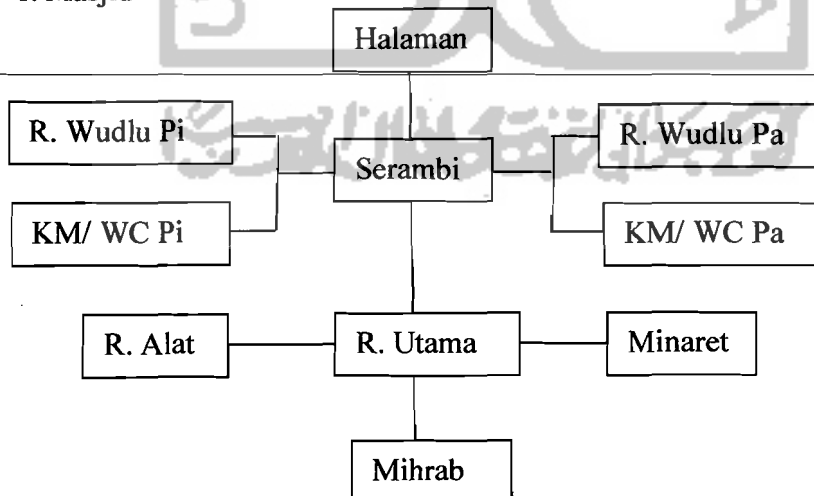 Halaman
R. Wudlu Pi
R. Wudlu Pa
Serambi
KM/ WC Pi
KM/ WC Pa
R. Alat
R. Utama
Minaret
Mihrab